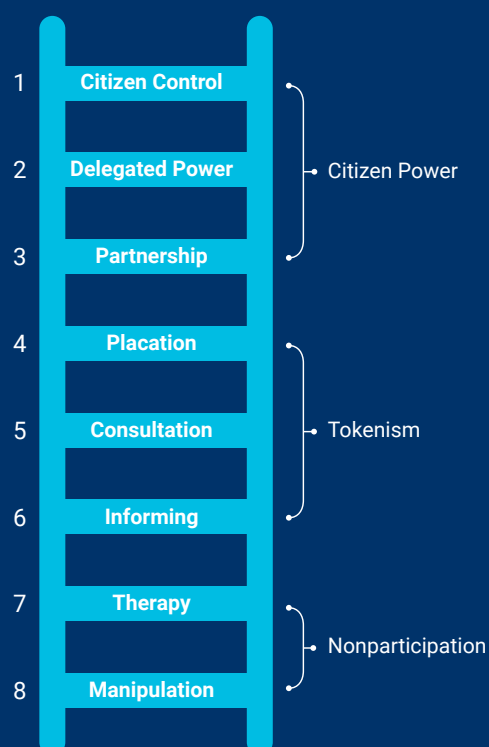 1 Citizen Control
2 Delegated Power
Citizen Power
3 Partnership
4 Placation
5 Consultation
Tokenism
6 Informing
7 Therapy
Nonparticipation
8 Manipulation